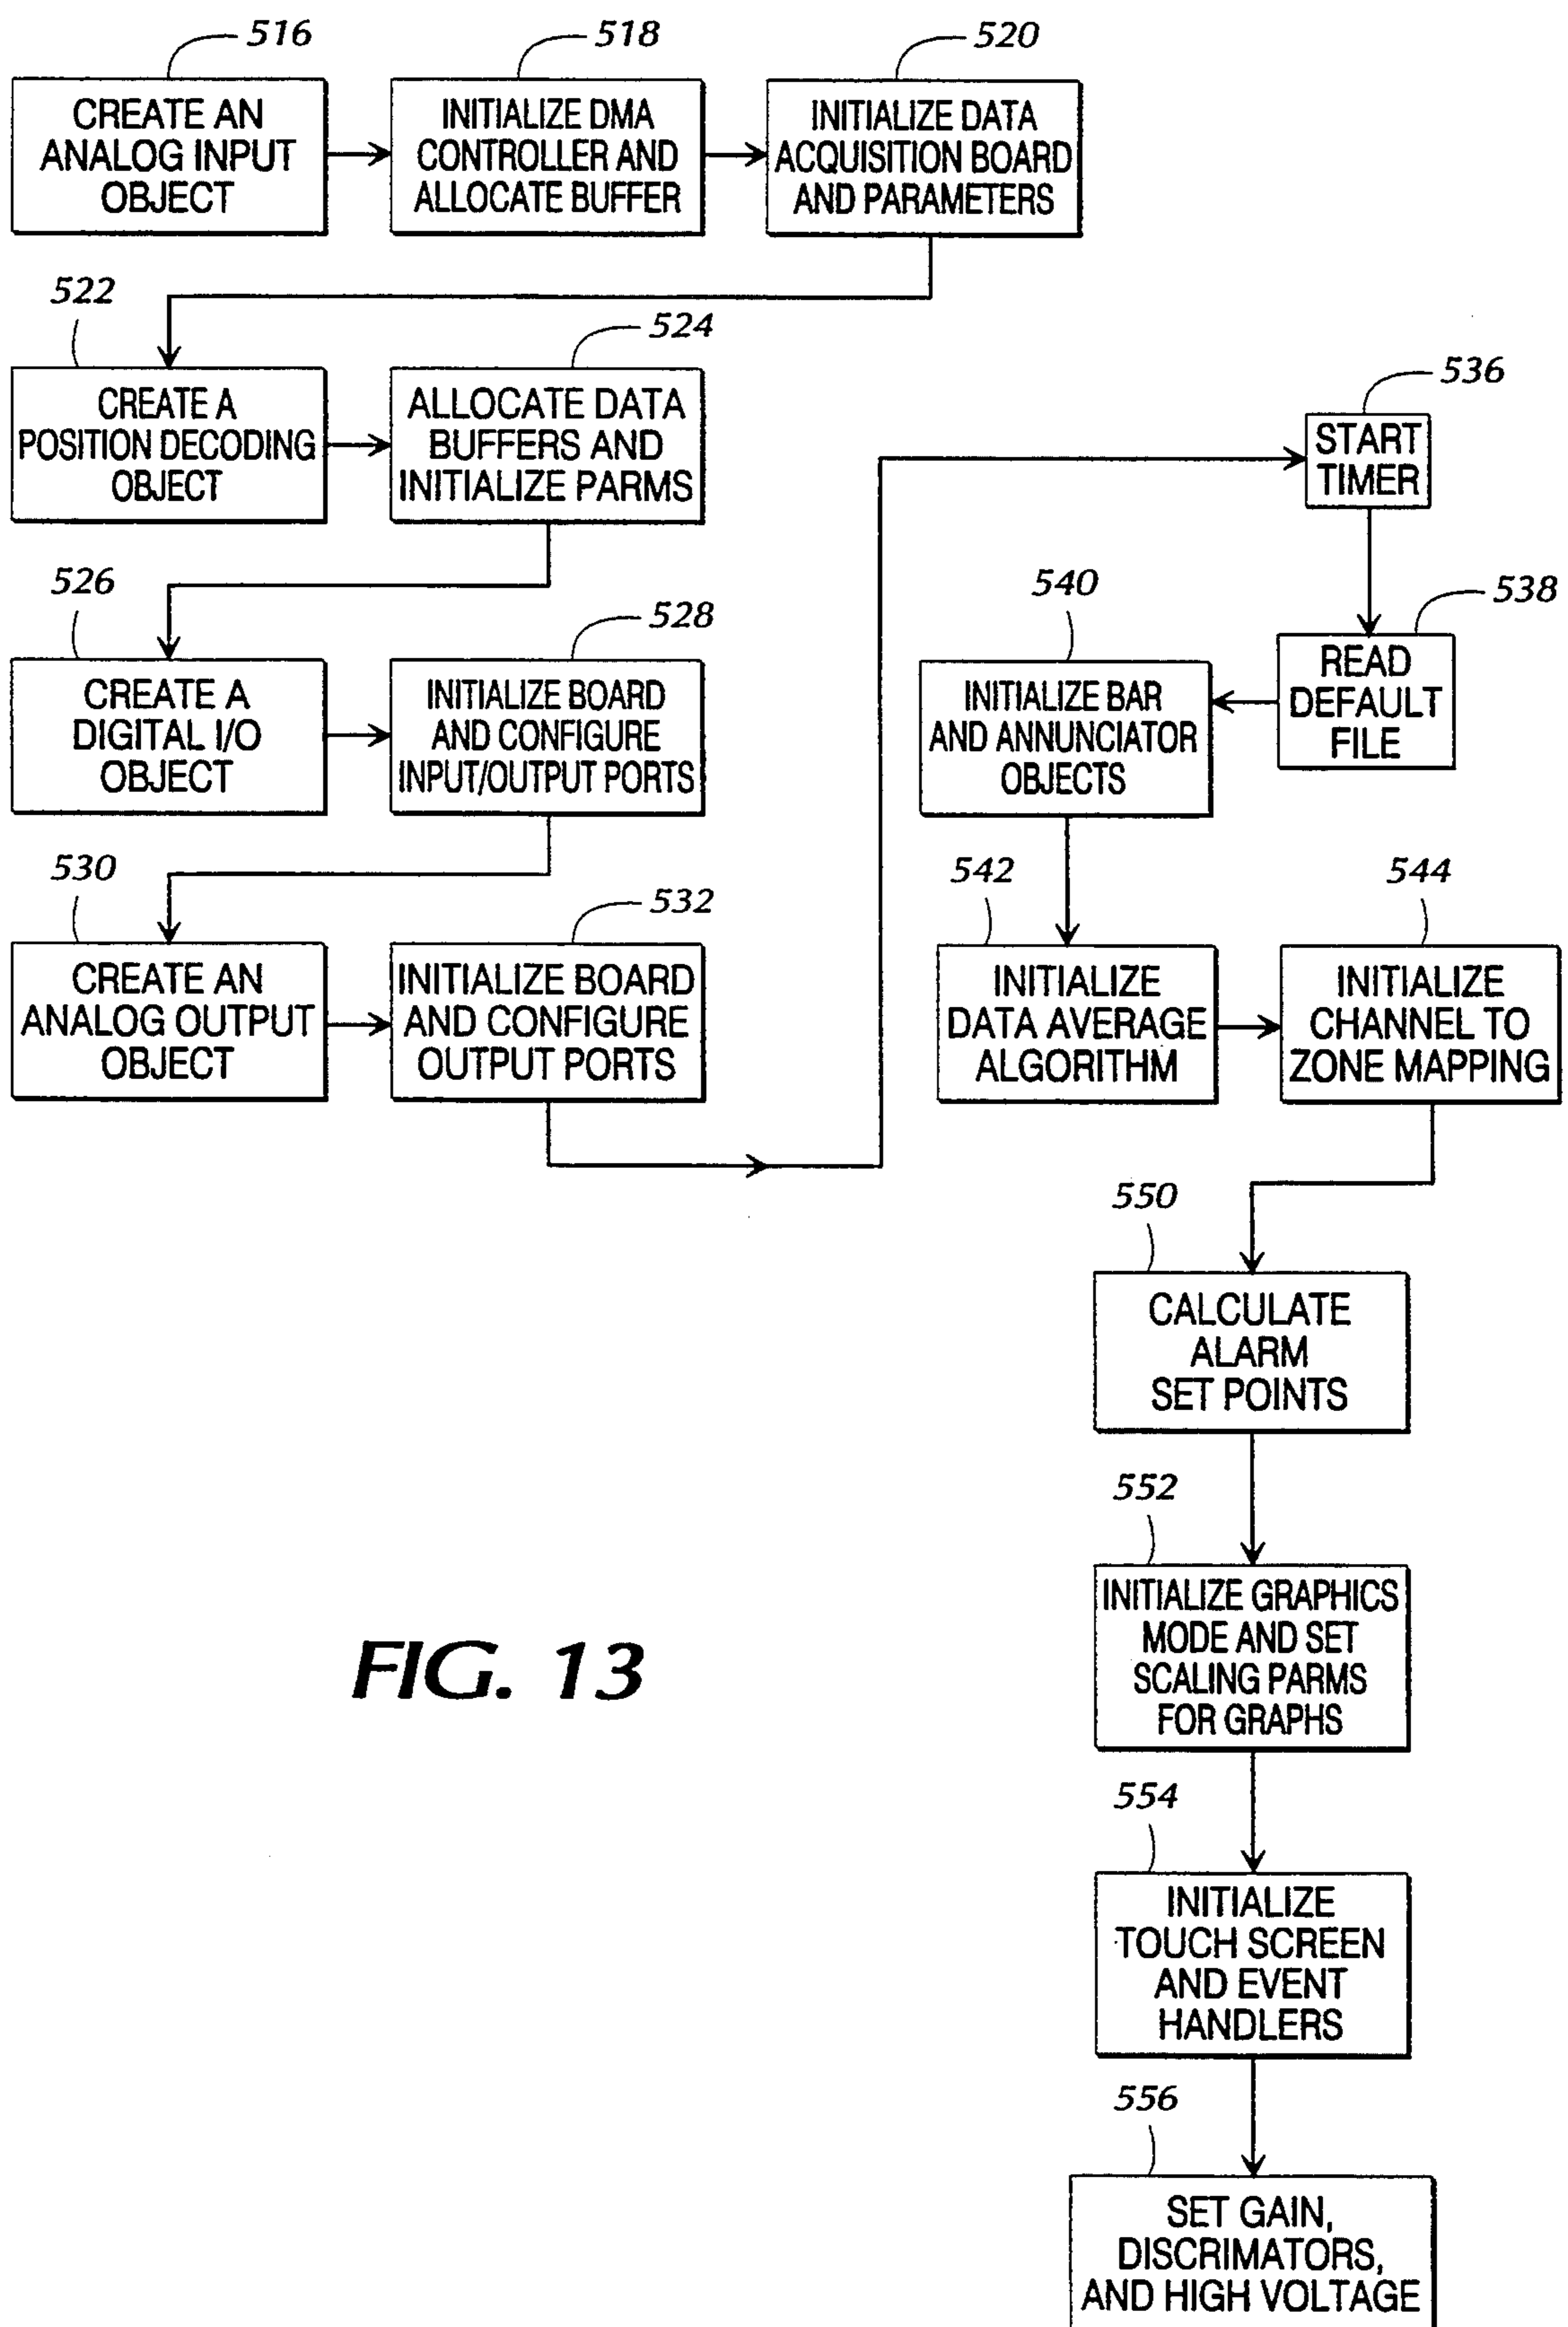 516
CREATE AN
ANALOG INPUT
OBJECT
518
INITIALIZE DMA
CONTROLLER AND
ALLOCATE BUFFER
520
INITIALIZE DATA
ACQUISITION BOARD
AND PARAMETERS
522
CREATE A
POSITION DECODING
OBJECT
524
ALLOCATE DATA
BUFFERS AND
INITIALIZE PARMS
526
CREATE A
DIGITAL I/O
OBJECT
528
INITIALIZE BOARD
AND CONFIGURE
INPUT/OUTPUT PORTS
530
CREATE AN
ANALOG OUTPUT
OBJECT
532
INITIALIZE BOARD
AND CONFIGURE
OUTPUT PORTS
536
START
TIMER
538
READ
DEFAULT
FILE
540
INITIALIZE BAR
AND ANNUNCIATOR
OBJECTS
542
INITIALIZE
DATA AVERAGE
ALGORITHM
544
INITIALIZE
CHANNEL TO
ZONE MAPPING
550
CALCULATE
ALARM
SET POINTS
552
INITIALIZE GRAPHICS
MODE AND SET
SCALING PARMS
FOR GRAPHS
554
INITIALIZE
TOUCH SCREEN
AND EVENT
HANDLERS
556
SET GAIN,
DISCRIMATORS,
AND HIGH VOLTAGE
FIG. 13